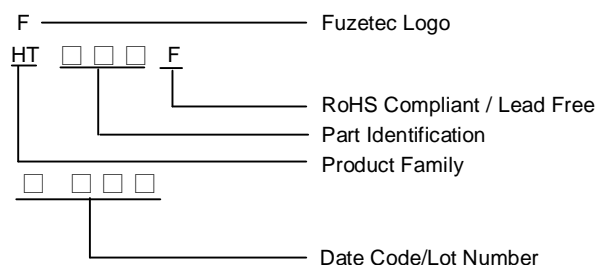 F Fuzetec Logo
HT □ □ □ F
RoHS Compliant / Lead Free
Part Identification
Product Family
□ □ □ □
Date Code/Lot Number